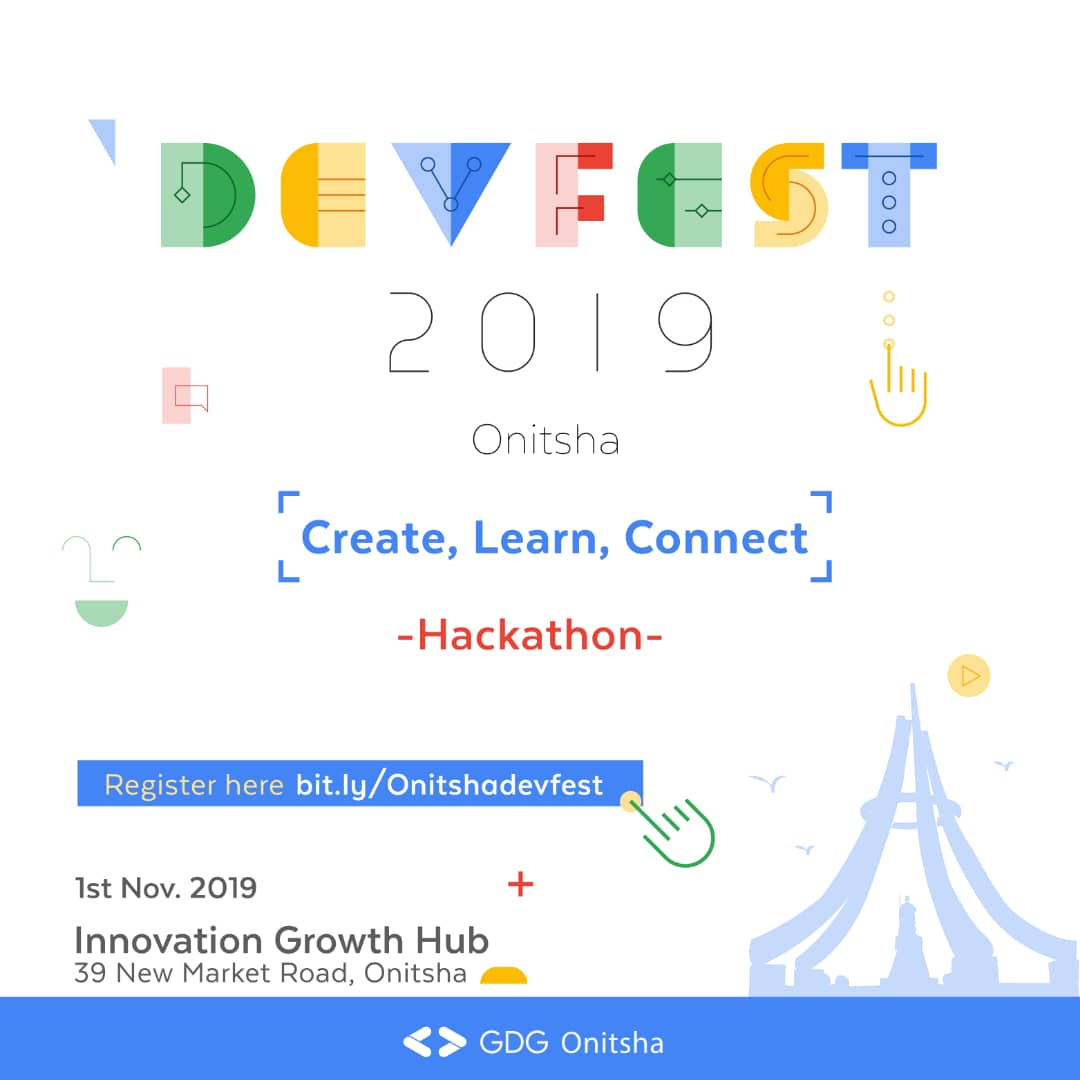 DEVFEST
2019
Onitsha
Create, Learn, Connect
-Hackathon-
Register here bit.ly/Onitshadevfest
1st Nov. 2019
Innovation Growth Hub
39 New Market Road, Onitsha
GDG Onitsha